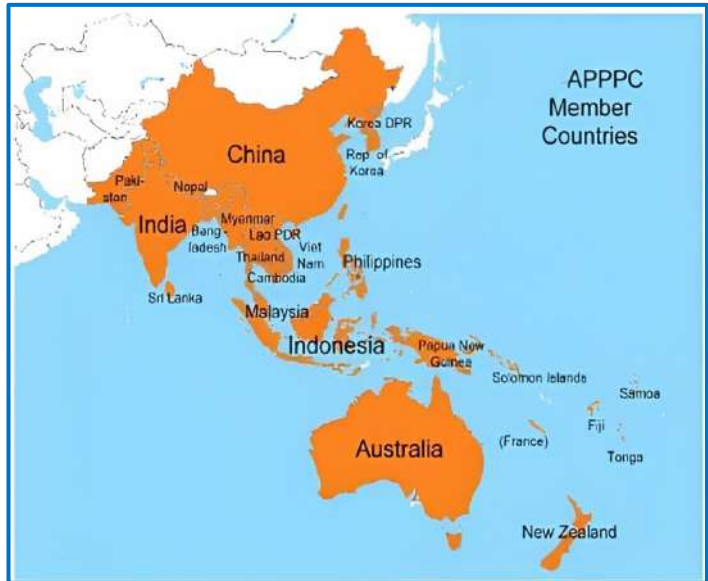 APPPC
Member
Countries
Korea DPR
China
Rep. of
Korea
Paki-
stan
Nepal
India
Myanmar
Bang-
ladesh
Lao PDR
Viet
Nam
Thailand
Philippines
Cambodia
Sri Lanka
Malaysia
Indonesia
Papua New
Guinea
Solomon Islands
Samoa
Fiji
(France)
Australia
Tonga
New Zealand